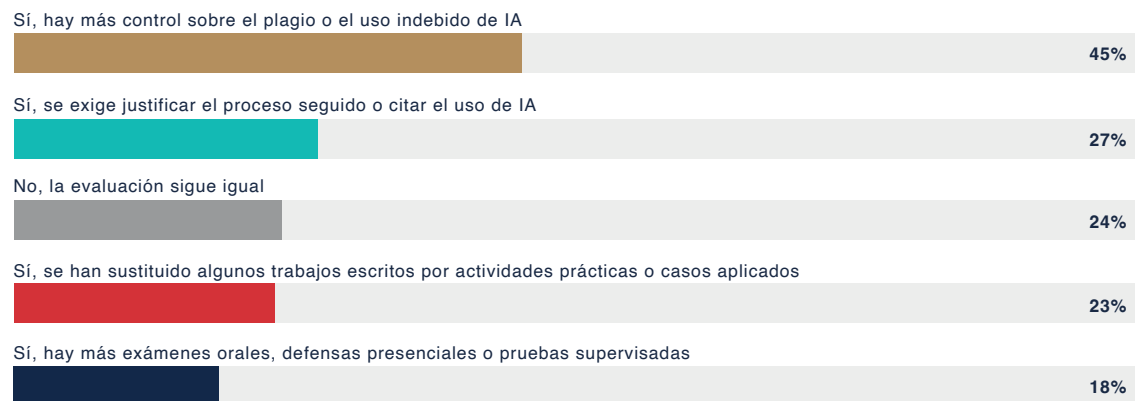 Sí, hay más control sobre el plagio o el uso indebido de IA
45%
Sí, se exige justificar el proceso seguido o citar el uso de IA
27%
No, la evaluación sigue igual
24%
Sí, se han sustituido algunos trabajos escritos por actividades prácticas o casos aplicados
23%
Sí, hay más exámenes orales, defensas presenciales o pruebas supervisadas
18%